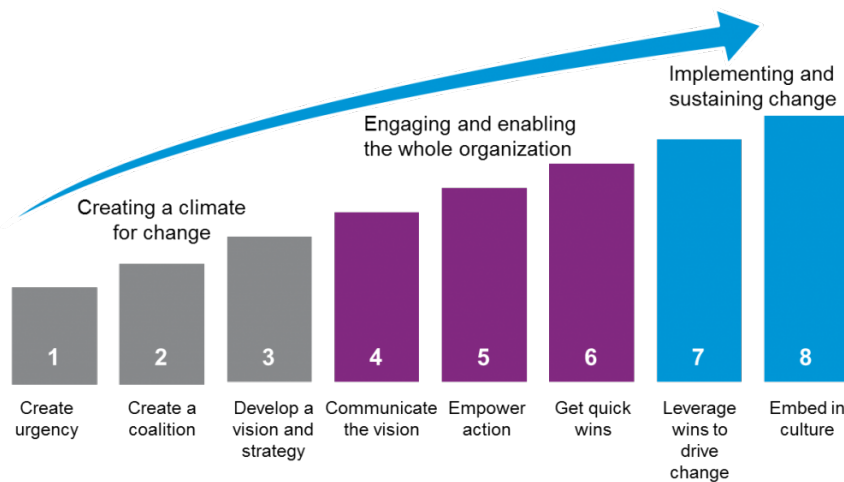 Implementing and
sustaining change
Engaging and enabling
the whole organization
Creating a climate
for change
1
2
3
4
5
6
7
8
Create
urgency
Create a
coalition
Develop a
vision and
strategy
Communicate
the vision
Empower
action
Get quick
wins
Leverage
wins to
drive
change
Embed in
culture